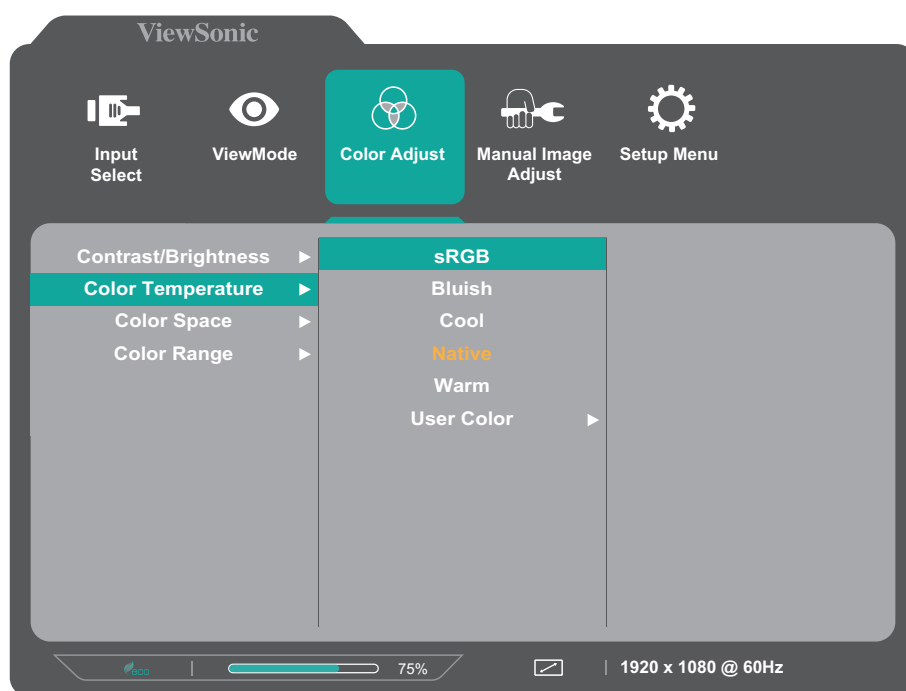 ViewSonic
Input
Select
ViewMode
Color Adjust
Manual Image
Adjust
Setup Menu
Contrast/Brightness
Color Temperature
Color Space
Color Range
sRGB
Bluish
Cool
Native
Warm
User Color
eco
75%
1920 x 1080 @ 60Hz